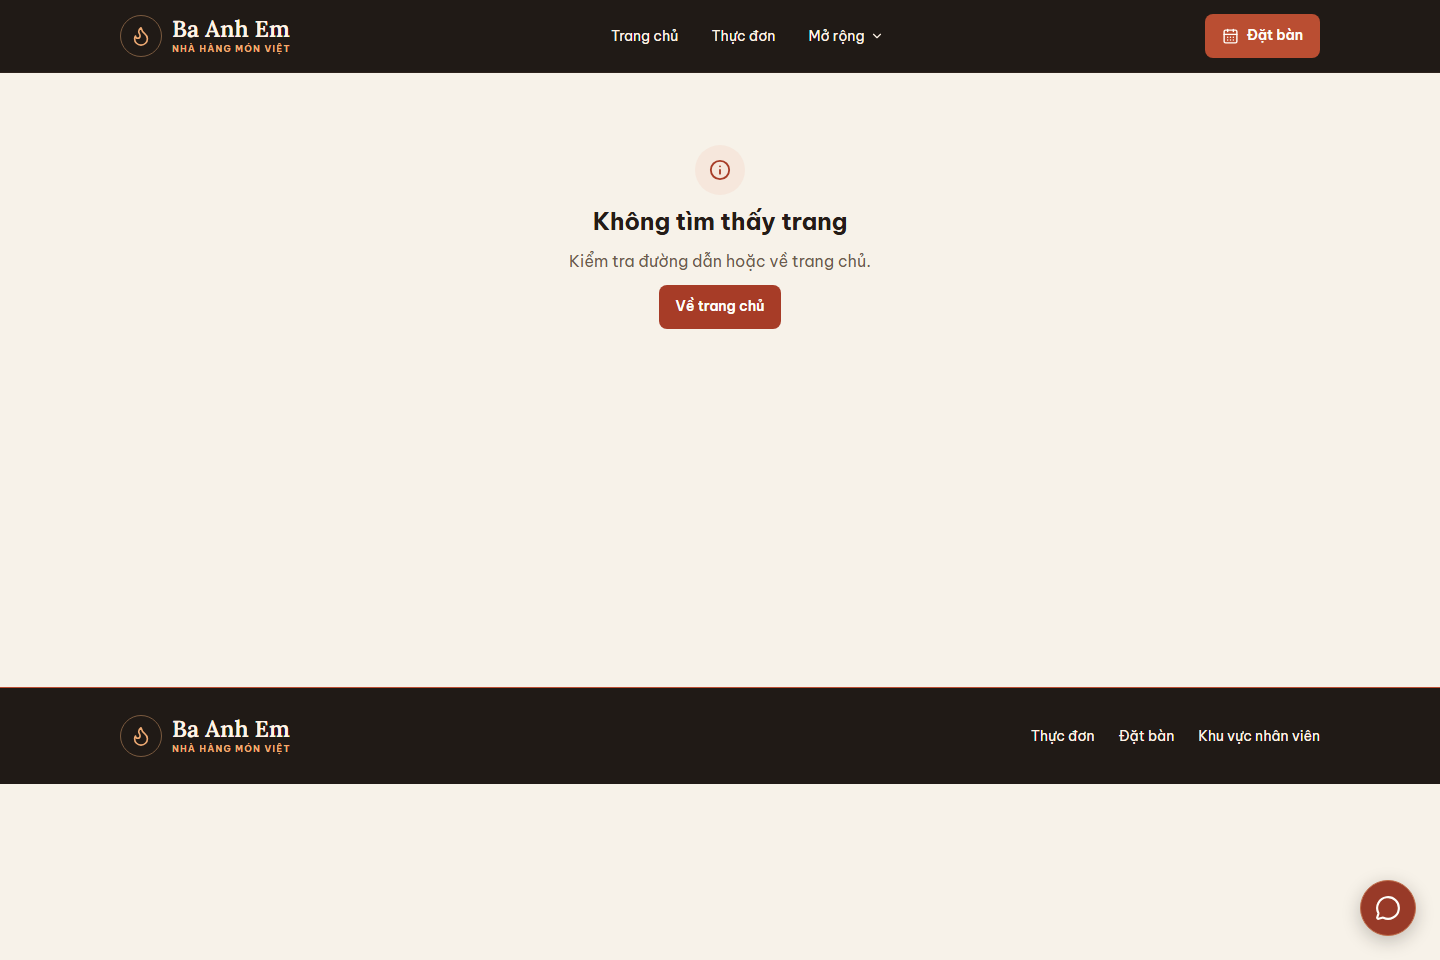 Ba Anh Em
NHÀ HÀNG MÓN VIỆT
Trang chủ
Thực đơn
Mở rộng
Đặt bàn
Không tìm thấy trang
Kiểm tra đường dẫn hoặc về trang chủ.
Về trang chủ
Ba Anh Em
NHÀ HÀNG MÓN VIỆT
Thực đơn
Đặt bàn
Khu vực nhân viên